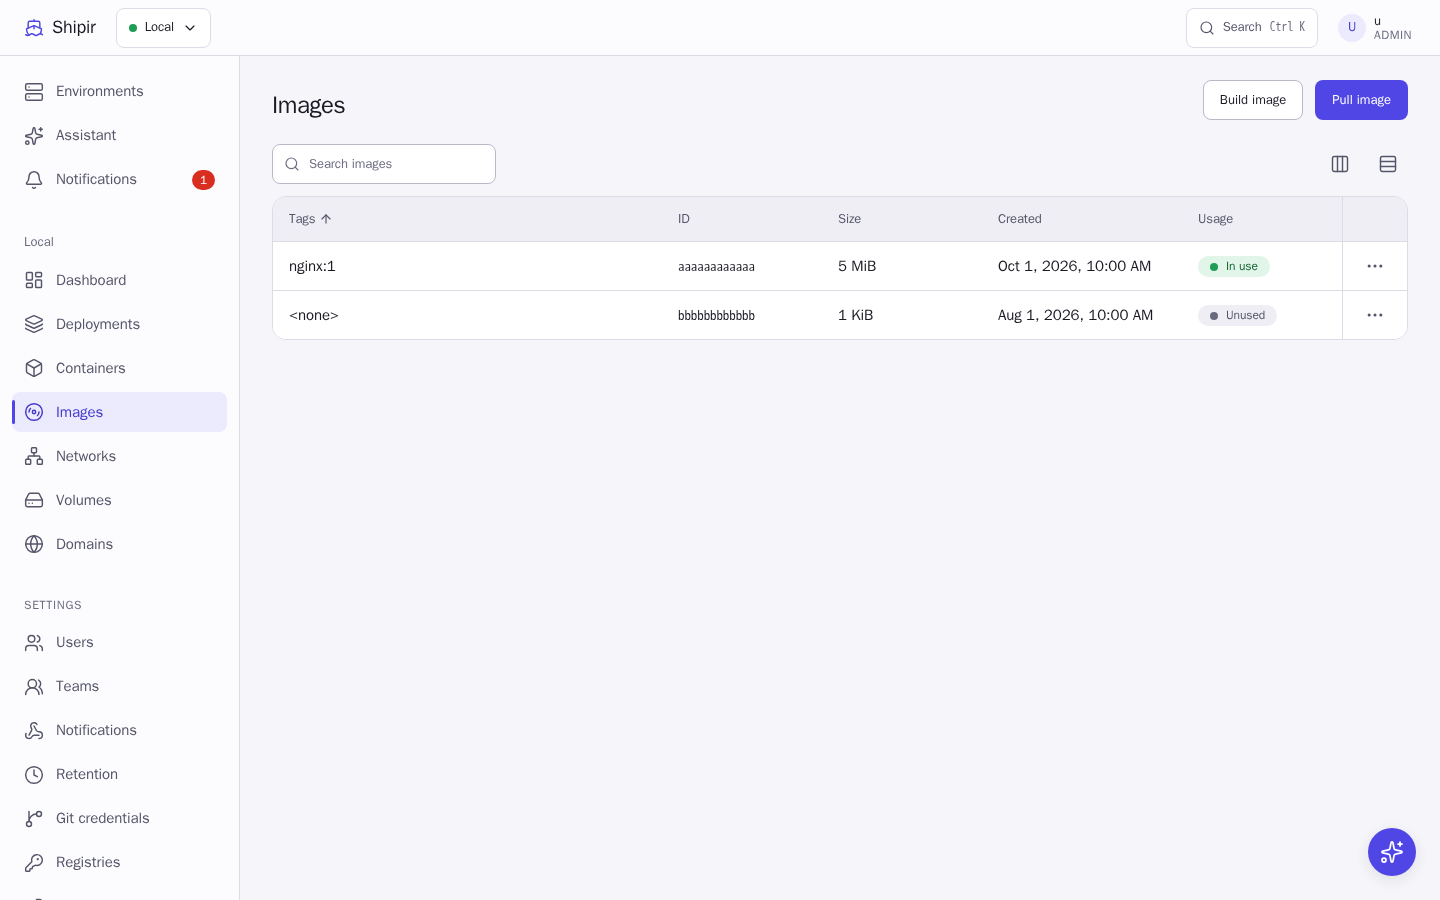 Shipir
Local
Search Ctrl K
U
u
ADMIN
Environments
Assistant
Notifications 1
Local
Dashboard
Deployments
Containers
Images
Networks
Volumes
Domains
SETTINGS
Users
Teams
Notifications
Retention
Git credentials
Registries
Images
Build image
Pull image
Search images
Tags ID Size Created Usage
nginx:1 aaaaaaaaaaaa 5 MiB Oct 1, 2026, 10:00 AM In use
<none> bbbbbbbbbbbb 1 KiB Aug 1, 2026, 10:00 AM Unused